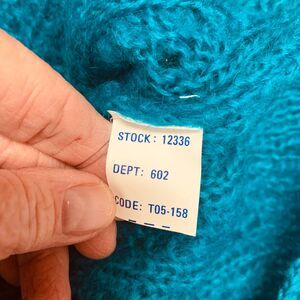 STOCK: 12336
DEPT: 602
CODE: T05-158